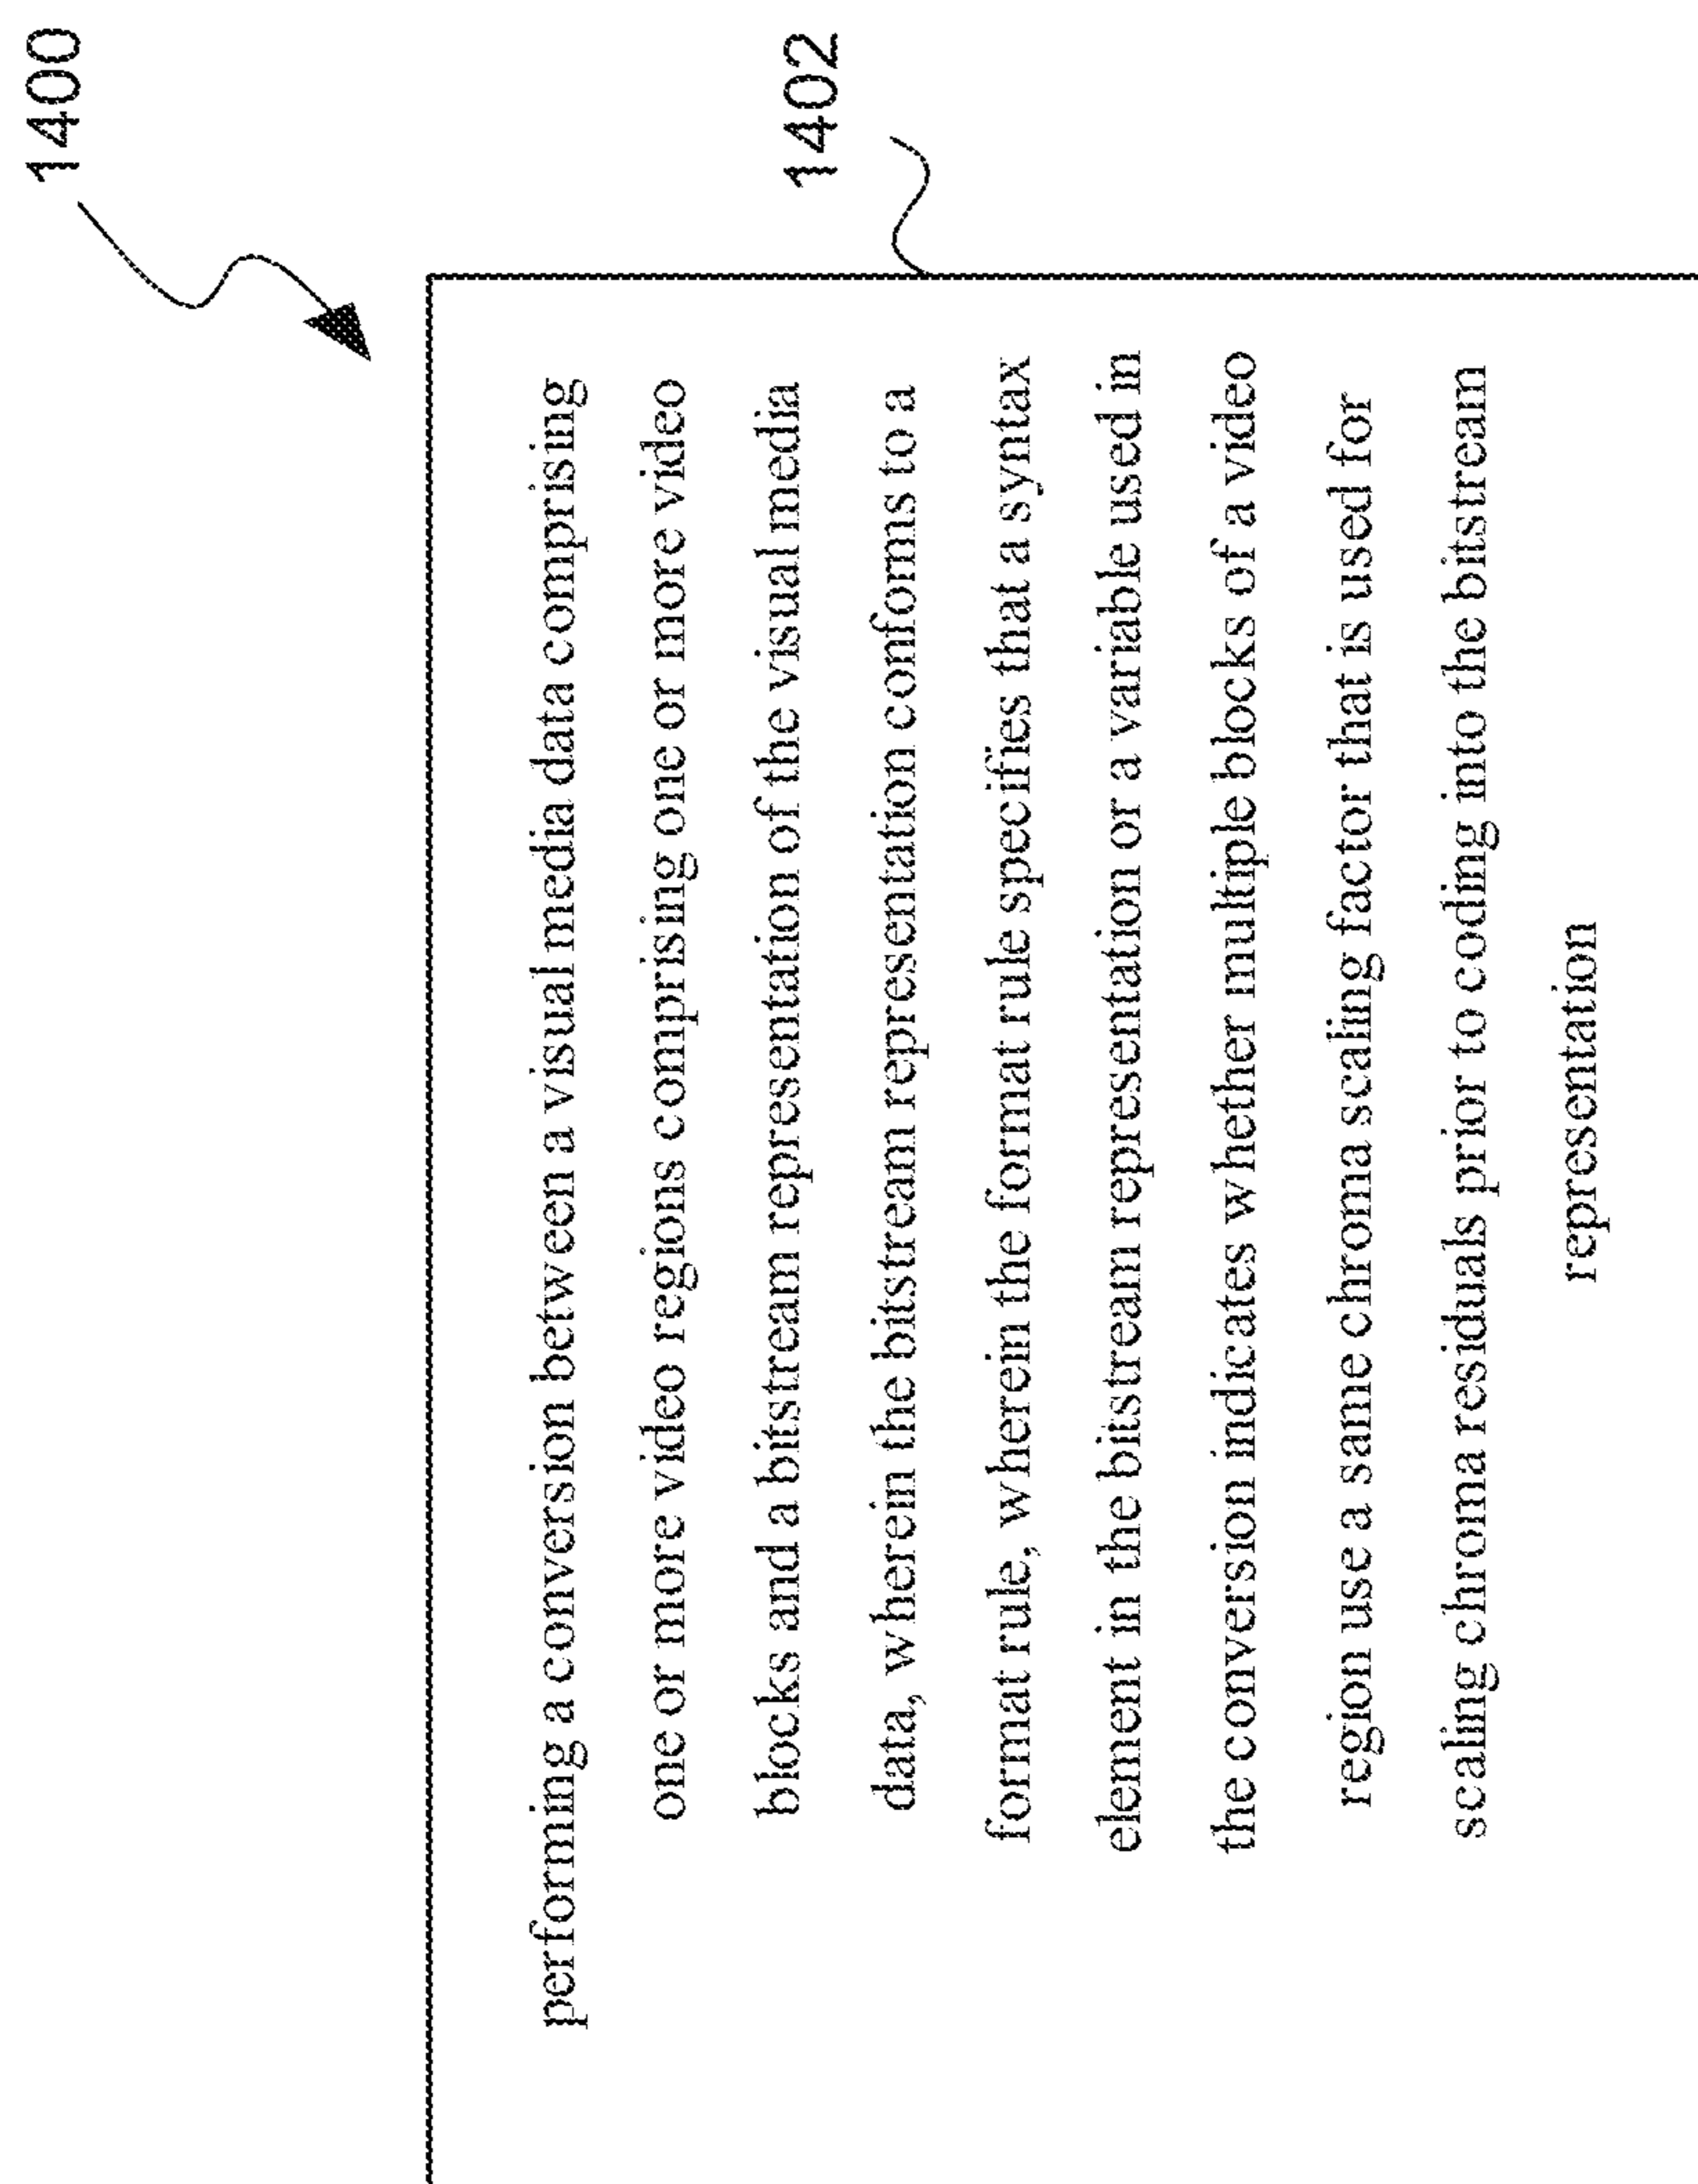 1400
1402
performing a conversion between a visual media data comprising
one or more video regions comprising one or more video
blocks and a bitstream representation of the visual media
data, wherein the bitstream representation conforms to a
format rule, wherein the format rule specifies that a syntax
element in the bitstream representation or a variable used in
the conversion indicates whether multiple blocks of a video
region use a same chroma scaling factor that is used for
scaling chroma residuals prior to coding into the bitstream
representation